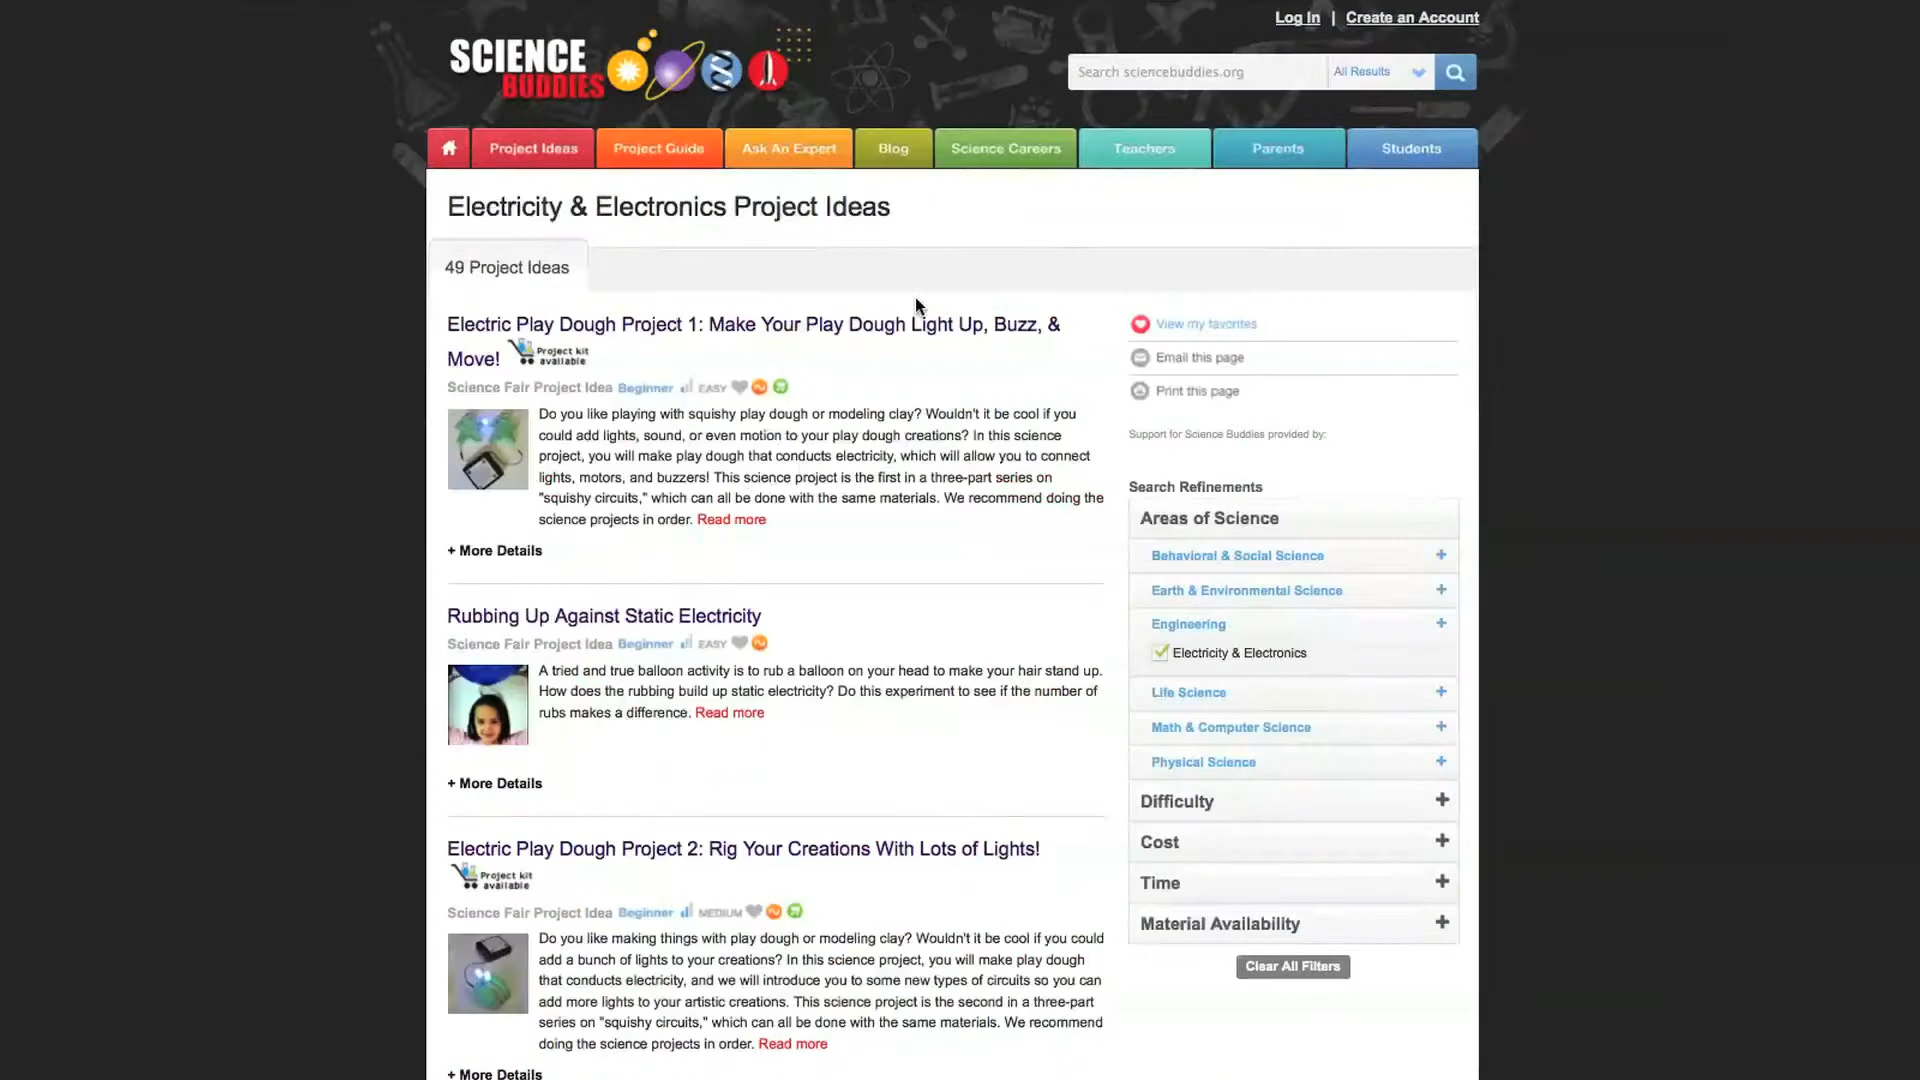 Log In | Create an Account
SCIENCE
BUDDIES
Search sciencebuddies.org
All Results
Project Ideas
Project Guide
Ask An Expert
Blog
Science Careers
Teachers
Parents
Students
Electricity & Electronics Project Ideas
49 Project Ideas
Electric Play Dough Project 1: Make Your Play Dough Light Up, Buzz, &
Move! Project kit
available
Science Fair Project Idea Beginner EASY
Do you like playing with squishy play dough or modeling clay? Wouldn't it be cool if you
could add lights, sound, or even motion to your play dough creations? In this science
project, you will make play dough that conducts electricity, which will allow you to connect
lights, motors, and buzzers! This science project is the first in a three-part series on
"squishy circuits," which can all be done with the same materials. We recommend doing the
science projects in order. Read more
+ More Details
Rubbing Up Against Static Electricity
Science Fair Project Idea Beginner EASY
A tried and true balloon activity is to rub a balloon on your head to make your hair stand up.
How does the rubbing build up static electricity? Do this experiment to see if the number of
rubs makes a difference. Read more
+ More Details
Electric Play Dough Project 2: Rig Your Creations With Lots of Lights!
Project kit
available
Science Fair Project Idea Beginner MEDIUM
Do you like making things with play dough or modeling clay? Wouldn't it be cool if you could
add a bunch of lights to your creations? In this science project, you will make play dough
that conducts electricity, and we will introduce you to some new types of circuits so you can
add more lights to your artistic creations. This science project is the second in a three-part
series on "squishy circuits," which can all be done with the same materials. We recommend
doing the science projects in order. Read more
+ More Details
View my favorites
Email this page
Print this page
Support for Science Buddies provided by:
Search Refinements
Areas of Science
Behavioral & Social Science +
Earth & Environmental Science +
Engineering +
Electricity & Electronics
Life Science +
Math & Computer Science +
Physical Science +
Difficulty +
Cost +
Time +
Material Availability +
Clear All Filters